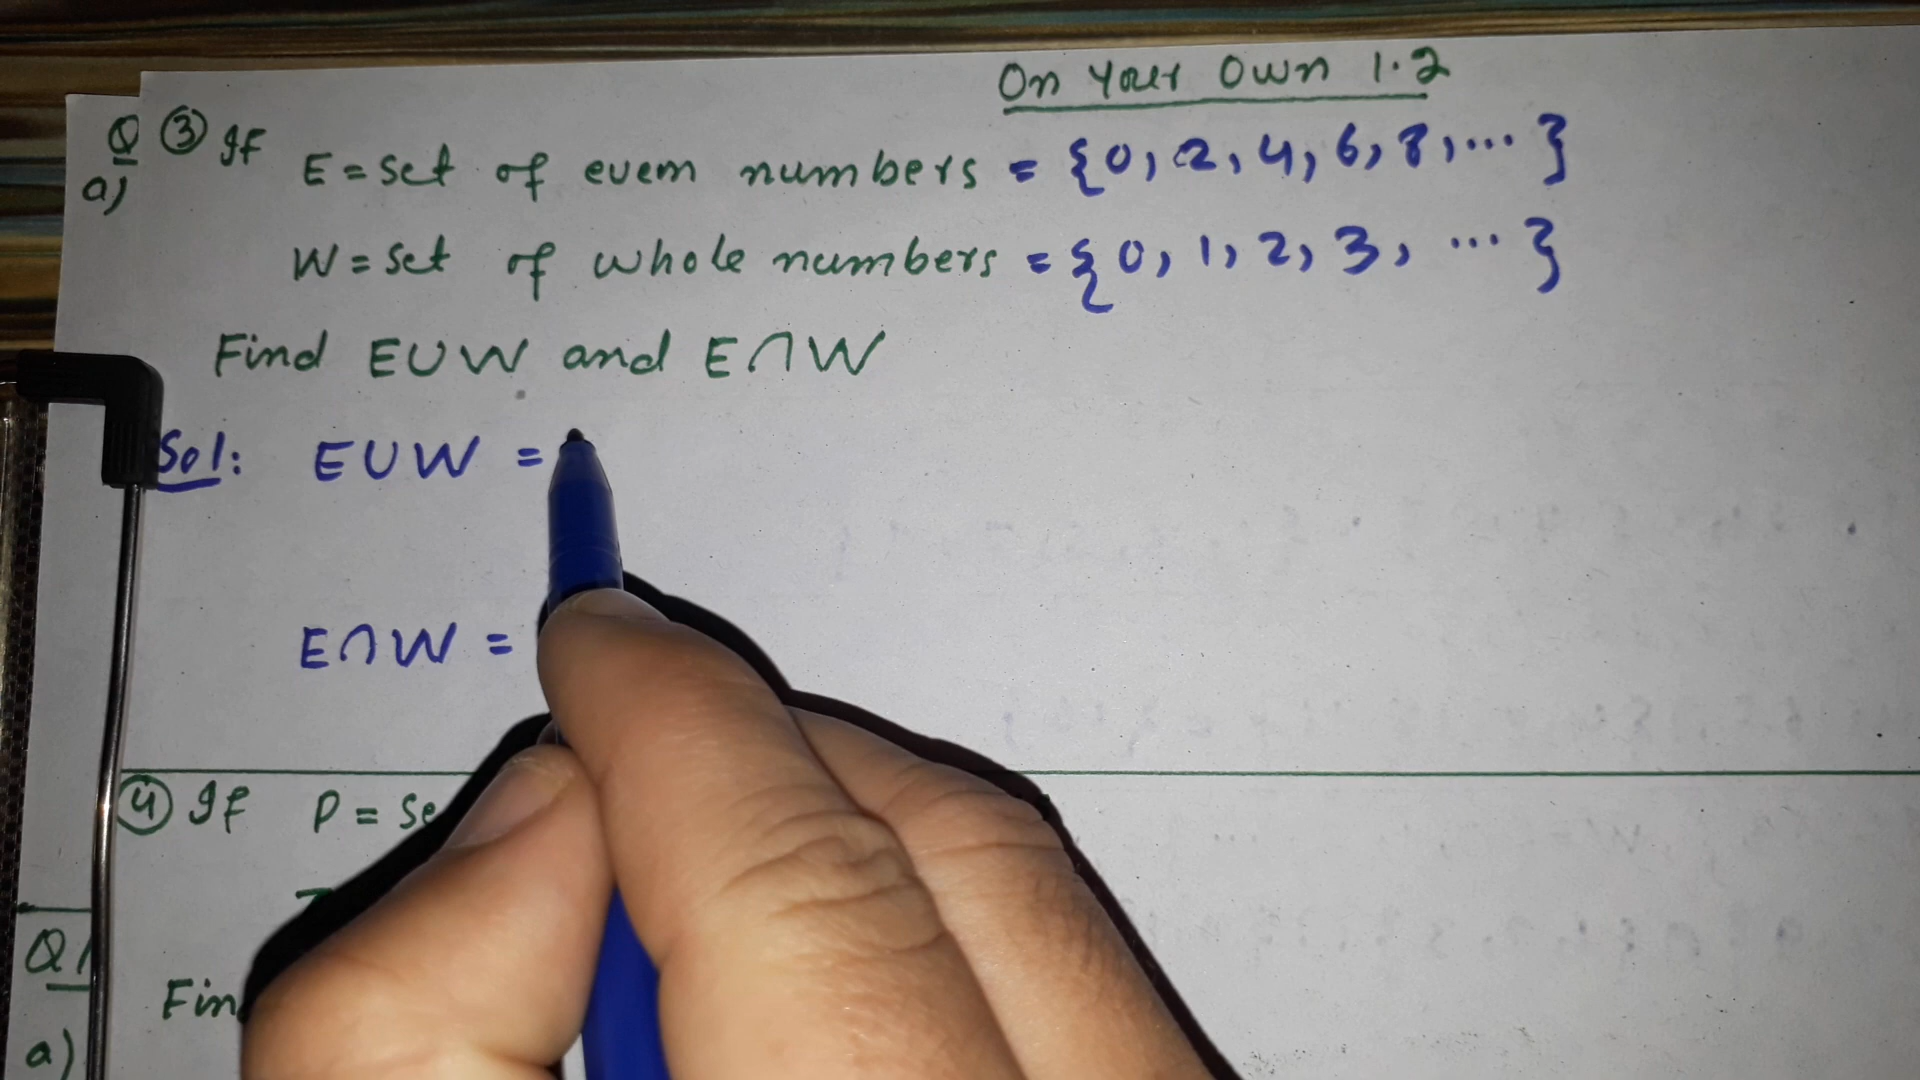 On Your Own 1.2
Q ③ If
a)
E = set of even numbers = {0, 2, 4, 6, 8, ... }
W = set of whole numbers = {0, 1, 2, 3, ... }
Find E∪W and E∩W
Sol: E∪W =
E∩W =
④ If P = Se
Q1
Fin
a)